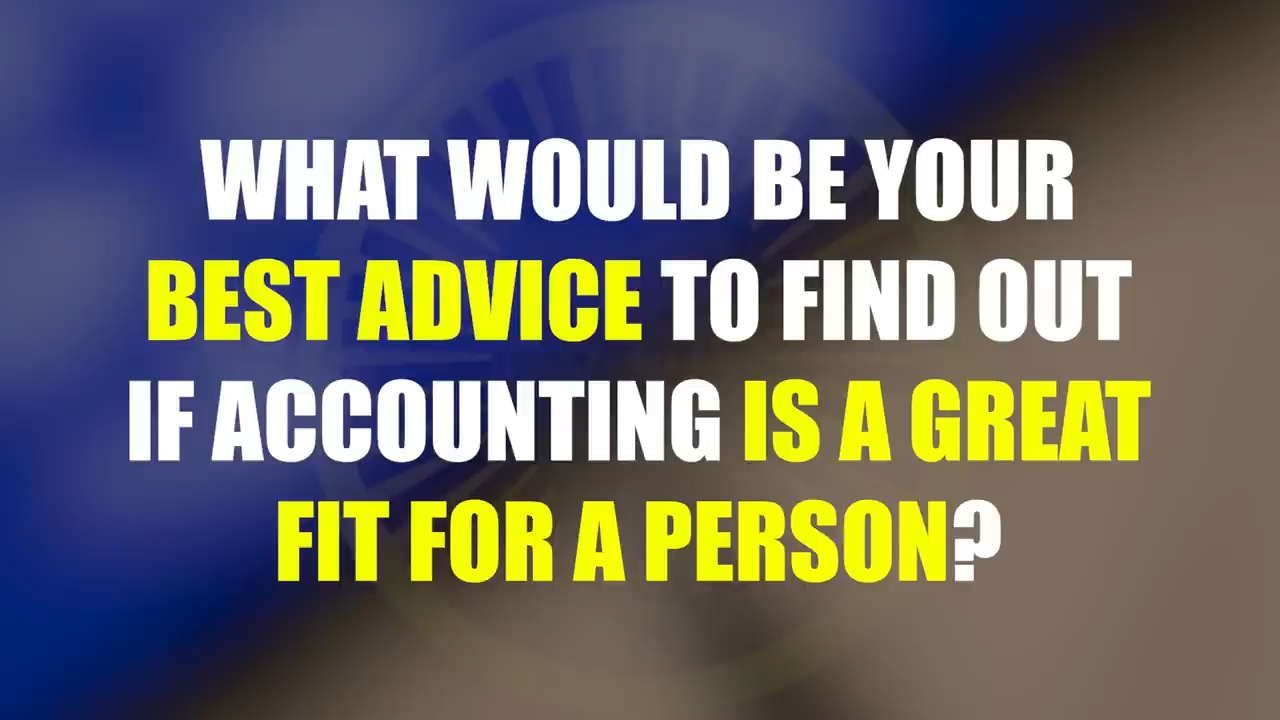 WHAT WOULD BE YOUR
BEST ADVICE TO FIND OUT
IF ACCOUNTING IS A GREAT
FIT FOR A PERSON?